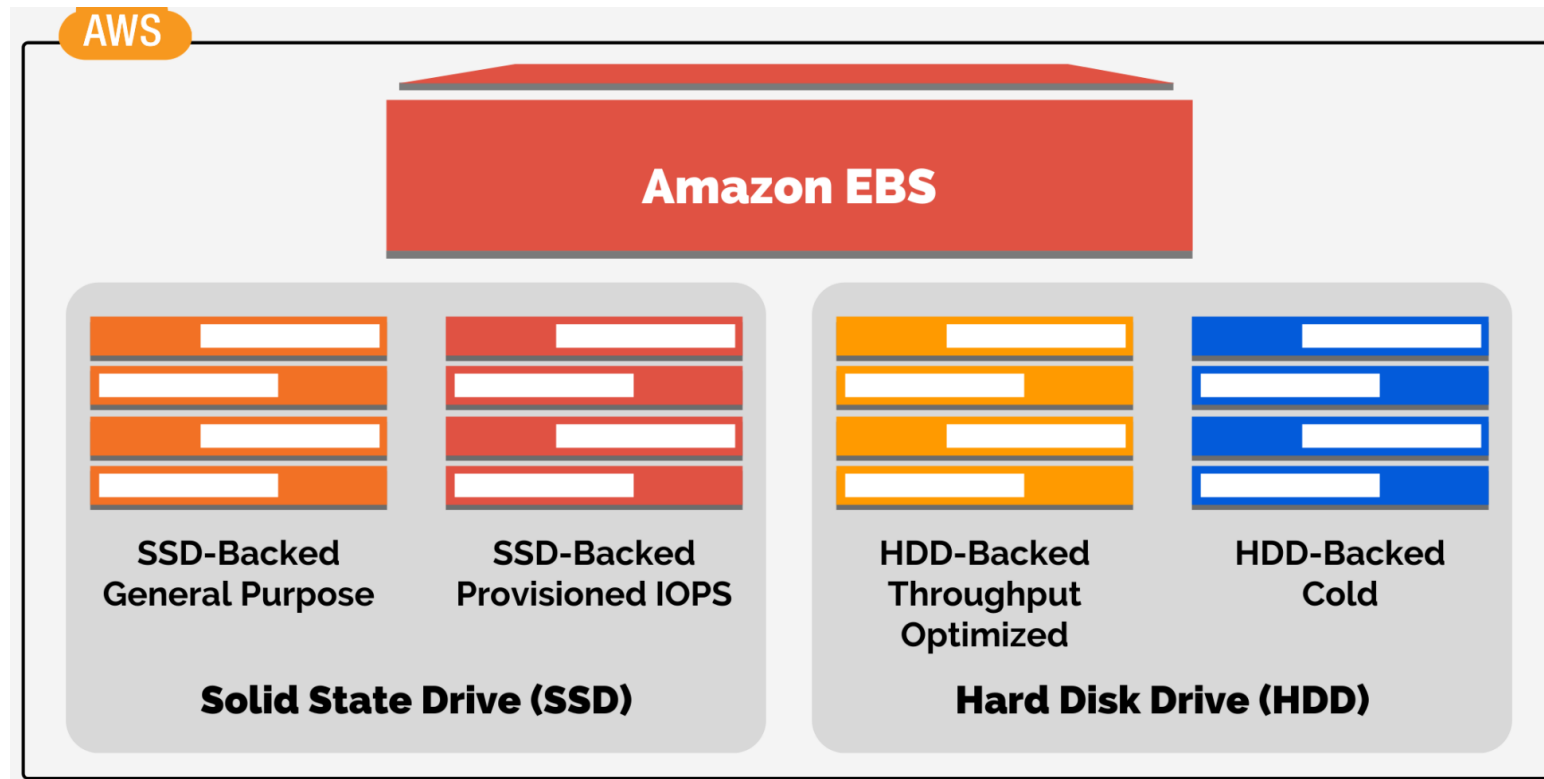 AWS
Amazon EBS
SSD-Backed
General Purpose
SSD-Backed
Provisioned IOPS
HDD-Backed
Throughput
Optimized
HDD-Backed
Cold
Solid State Drive (SSD)
Hard Disk Drive (HDD)